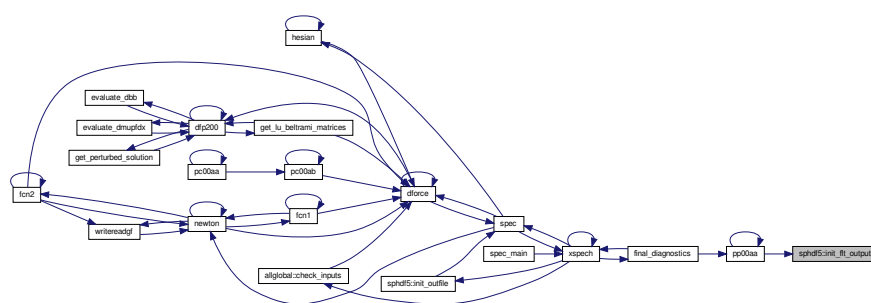 hesian
evaluate_dbb
evaluate_dmupfdx
dfp200
get_lu_beltrami_matrices
get_perturbed_solution
pc00aa
pc00ab
fcn2
dforce
fcn1
newton
writereadgf
spec
spec_main
xspech
final_diagnostics
pp00aa
sphdf5::init_flt_output
allglobal::check_inputs
sphdf5::init_outfile